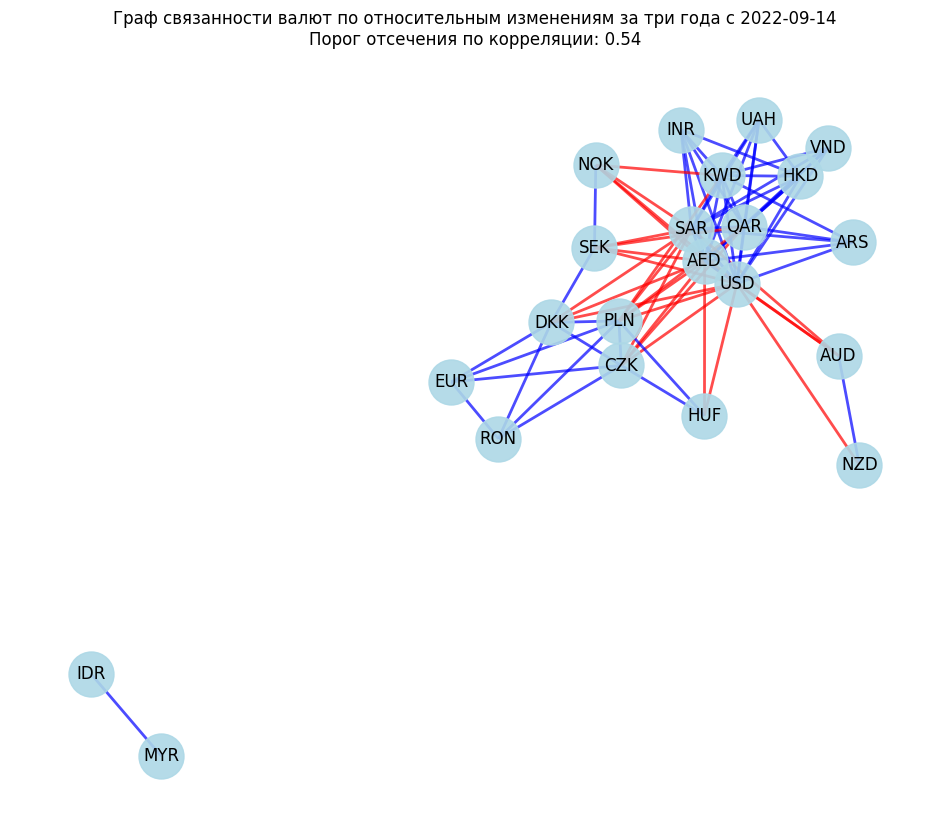 Граф связанности валют по относительным изменениям за три года с 2022-09-14
Порог отсечения по корреляции: 0.54
UAH
INR
VND
NOK
KWD
HKD
SAR
QAR
ARS
SEK
AED
USD
DKK
PLN
AUD
CZK
EUR
HUF
RON
NZD
IDR
MYR